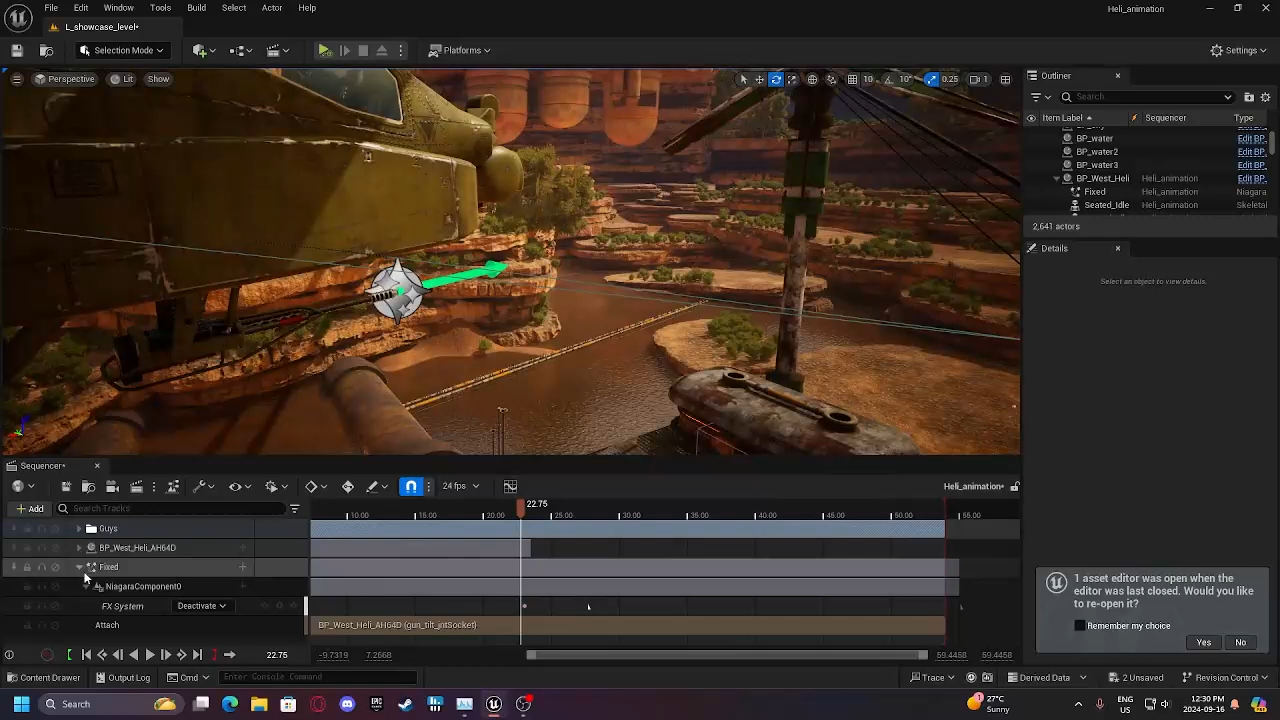 File Edit Window Tools Build Select Actor Help
Heli_animation
L_showcase_level*
Selection Mode
Platforms
Settings
Perspective
Lit
Show
10
10°
0.25
1
Outliner
Search
Item Label
Sequencer
Type
BP_water
Edit BP
BP_water2
Edit BP
BP_water3
Edit BP
BP_West_Heli
Heli_animation
Edit BP
Fixed
Heli_animation
Niagara
Seated_Idle
Heli_animation
Skeletal
2,641 actors
Details
Select an object to view details.
Sequencer*
24 fps
Heli_animation*
Add
Search Tracks
22.75
10.00 15.00 20.00 25.00 30.00 35.00 40.00 45.00 50.00 55.00
Guys
BP_West_Heli_AH64D
Fixed
NiagaraComponent0
FX System
Deactivate
Attach
BP_West_Heli_AH64D (gun_tilt_jntSocket)
22.75
-9.7319
7.2668
59.4458
59.4458
1 asset editor was open when the
editor was last closed. Would you
like to re-open it?
Remember my choice
Yes
No
Content Drawer
Output Log
Cmd
Enter Console Command
Trace
Derived Data
2 Unsaved
Revision Control
Search
27°C
Sunny
ENG
US
12:30 PM
2024-09-16